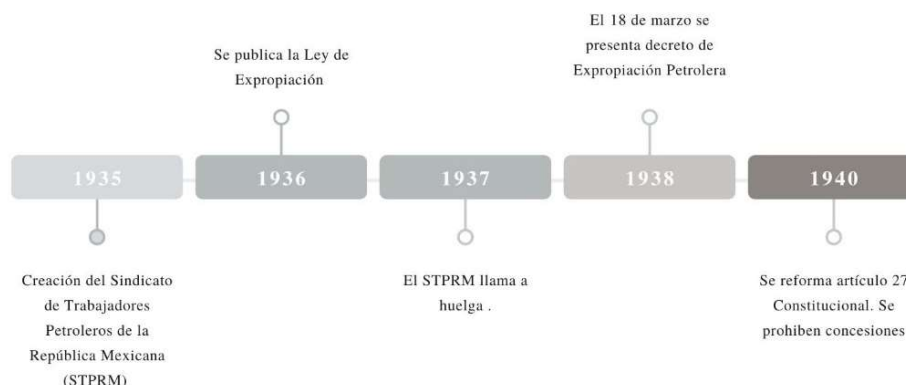 El 18 de marzo se
presenta decreto de
Expropiación Petrolera
Se publica la Ley de
Expropiación
1935
1936
1937
1938
1940
Creación del Sindicato
de Trabajadores
Petroleros de la
República Mexicana
(STPRM)
El STPRM llama a
huelga .
Se reforma artículo 27
Constitucional. Se
prohiben concesiones